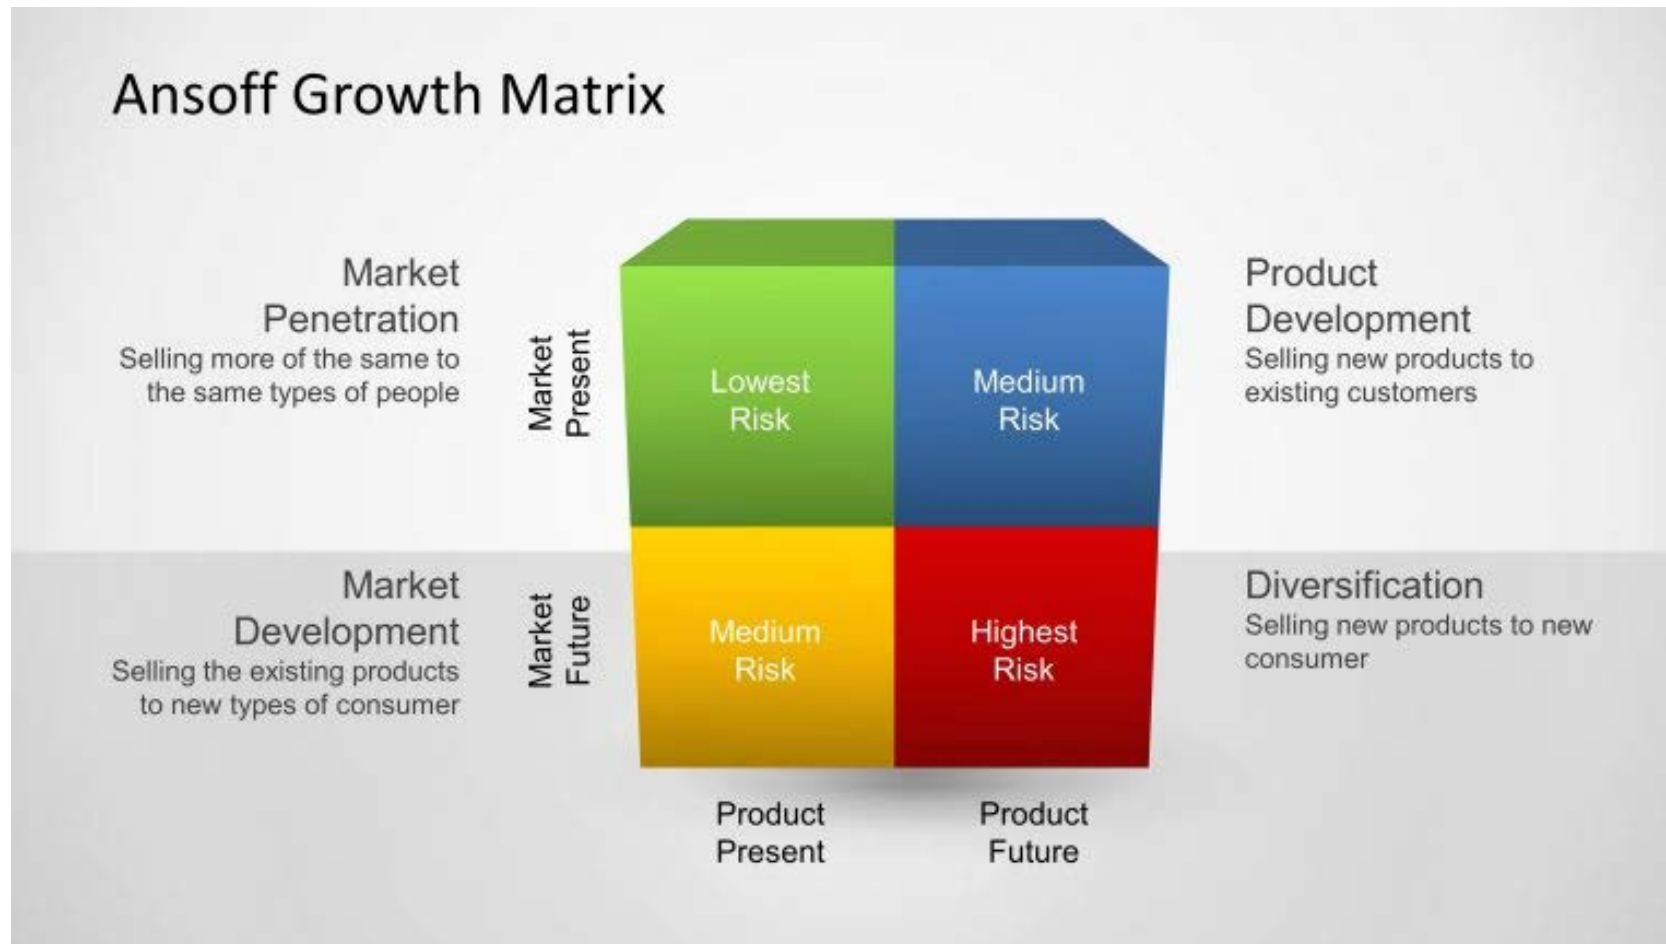 Ansoff Growth Matrix
Market
Penetration
Selling more of the same to
the same types of people
Market
Present
Lowest
Risk
Medium
Risk
Product
Development
Selling new products to
existing customers
Market
Development
Selling the existing products
to new types of consumer
Market
Future
Medium
Risk
Highest
Risk
Diversification
Selling new products to new
consumer
Product
Present
Product
Future